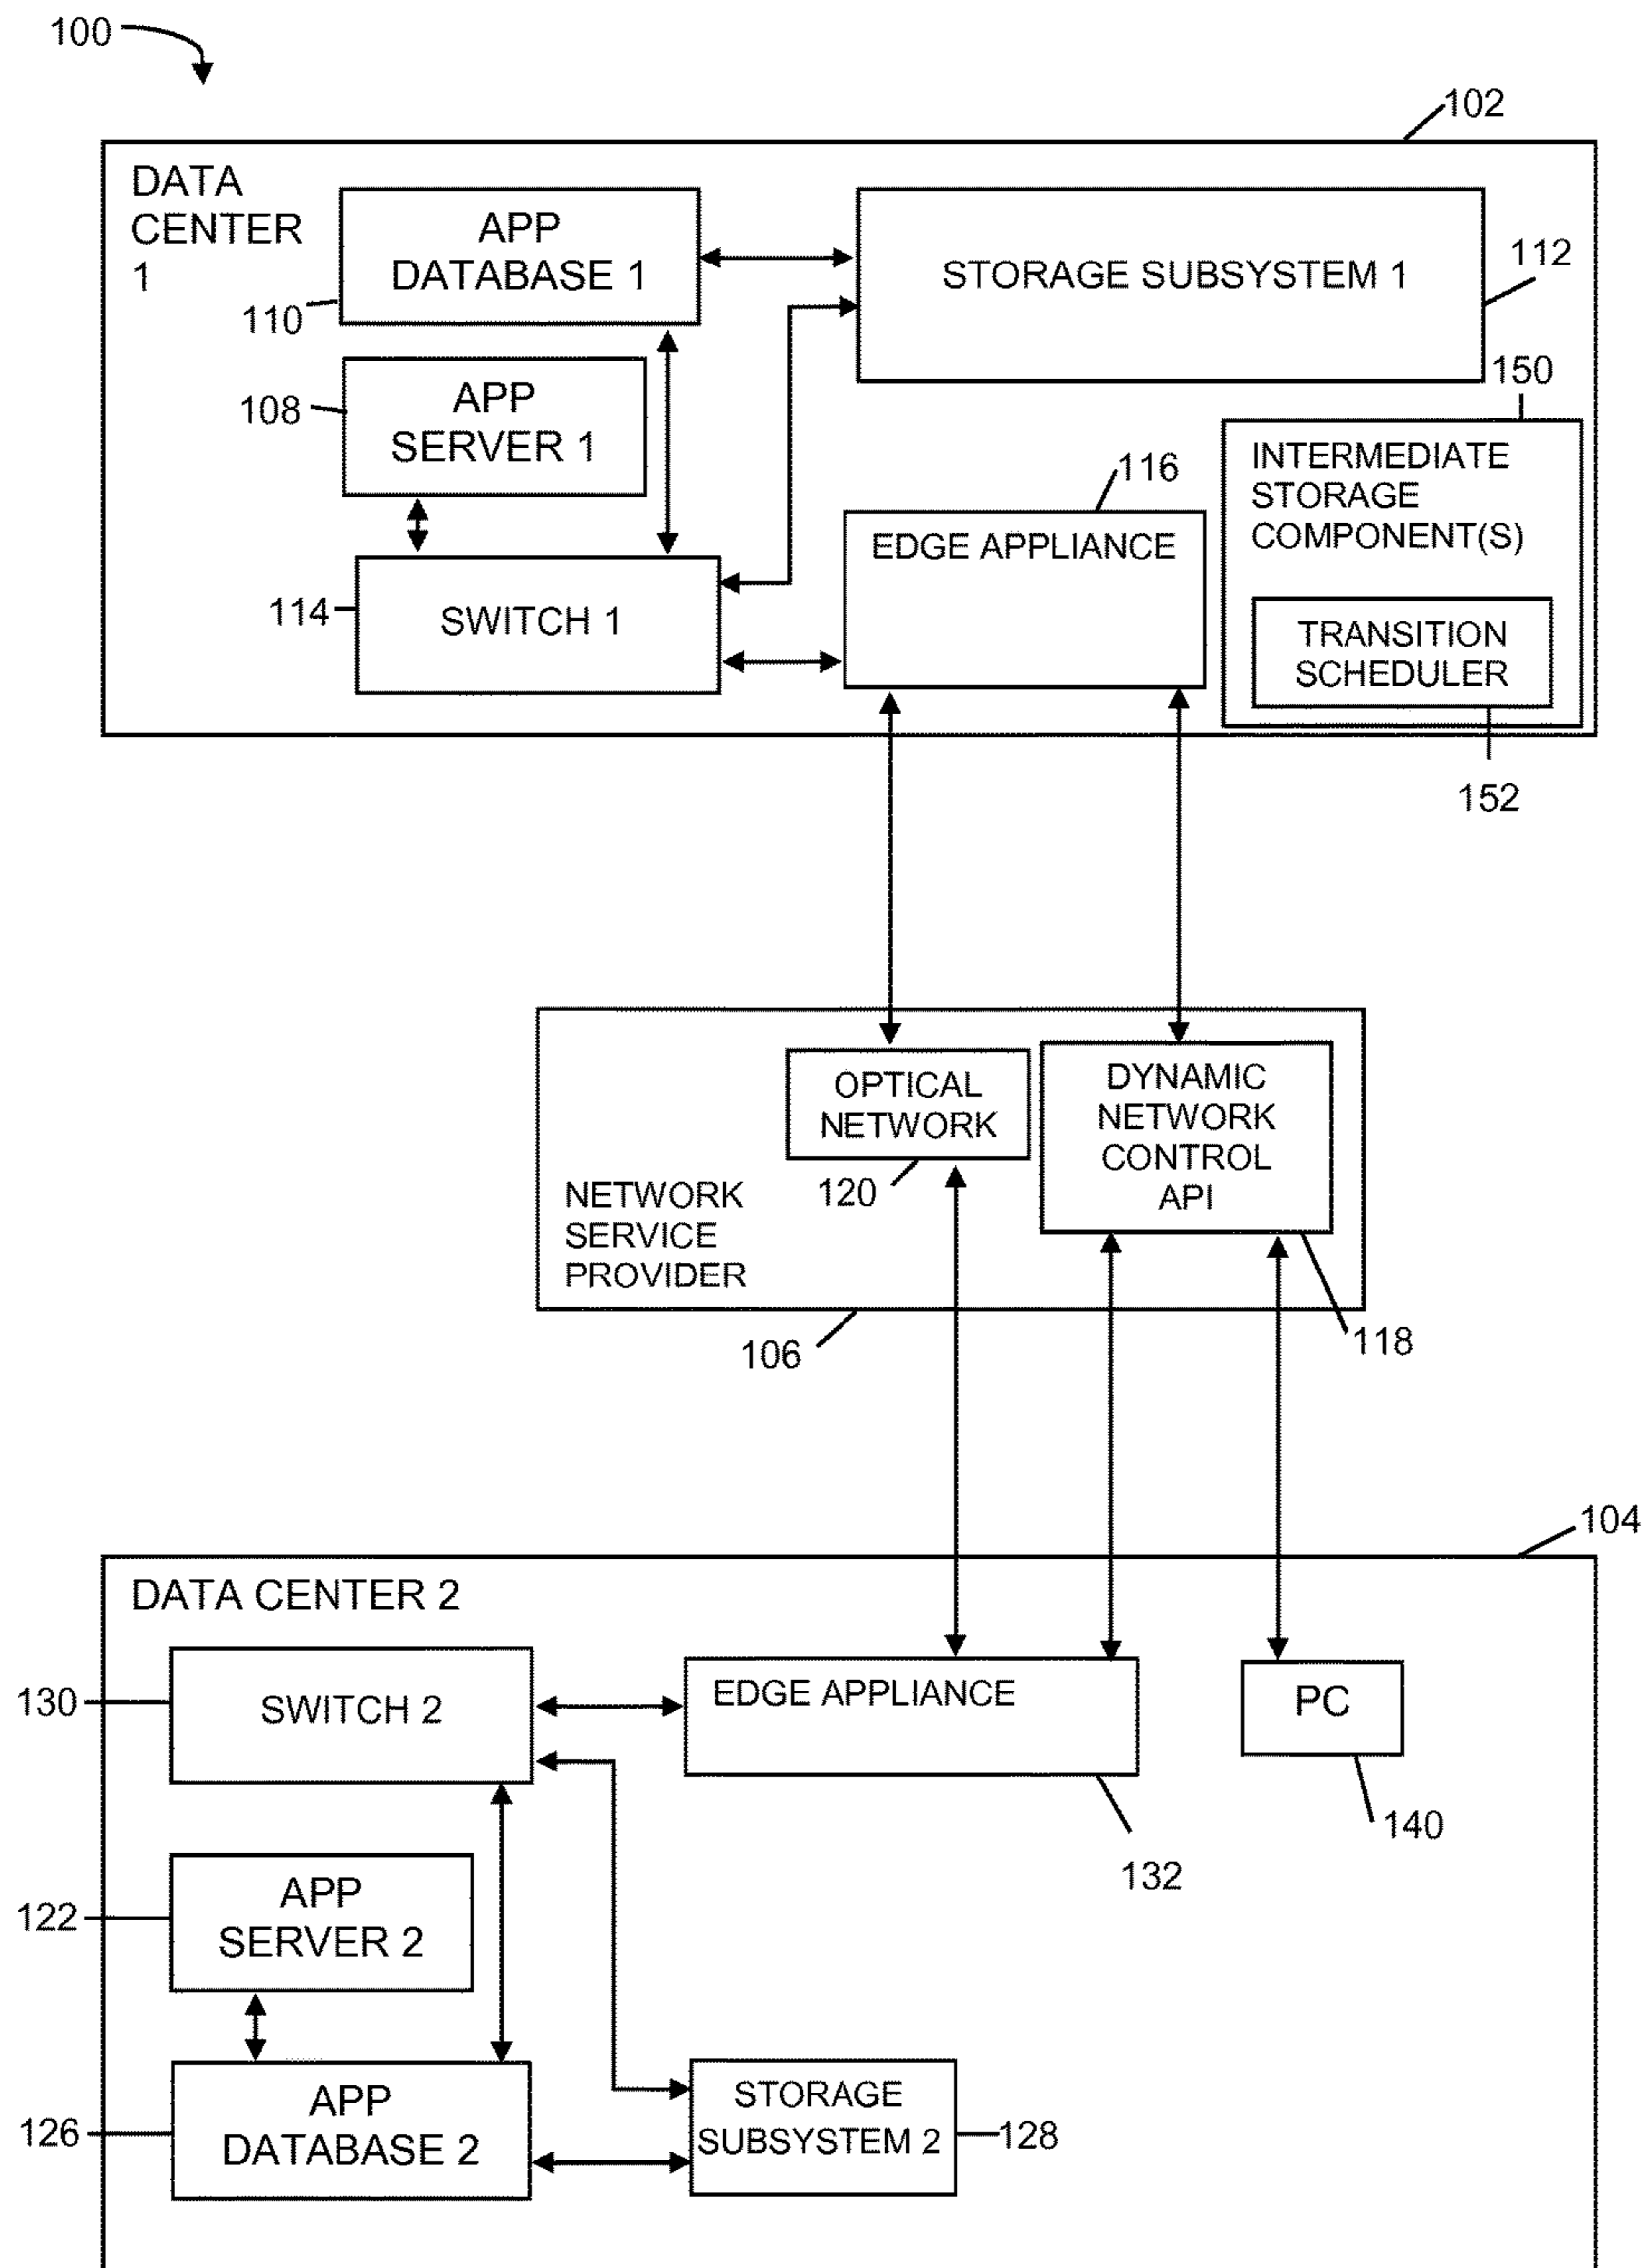 100
102
DATA
CENTER
1
APP
DATABASE 1
110
STORAGE SUBSYSTEM 1
112
APP
SERVER 1
108
150
INTERMEDIATE
STORAGE
COMPONENT(S)
116
EDGE APPLIANCE
114
SWITCH 1
TRANSITION
SCHEDULER
152
OPTICAL
NETWORK
120
DYNAMIC
NETWORK
CONTROL
API
NETWORK
SERVICE
PROVIDER
106
118
104
DATA CENTER 2
130
SWITCH 2
EDGE APPLIANCE
PC
132
140
122
APP
SERVER 2
126
APP
DATABASE 2
STORAGE
SUBSYSTEM 2
128